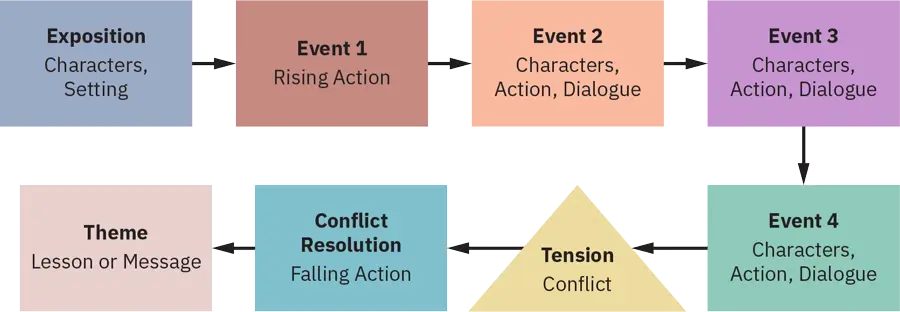 Exposition
Characters,
Setting
Event 1
Rising Action
Event 2
Characters,
Action, Dialogue
Event 3
Characters,
Action, Dialogue
Event 4
Characters,
Action, Dialogue
Tension
Conflict
Conflict
Resolution
Falling Action
Theme
Lesson or Message